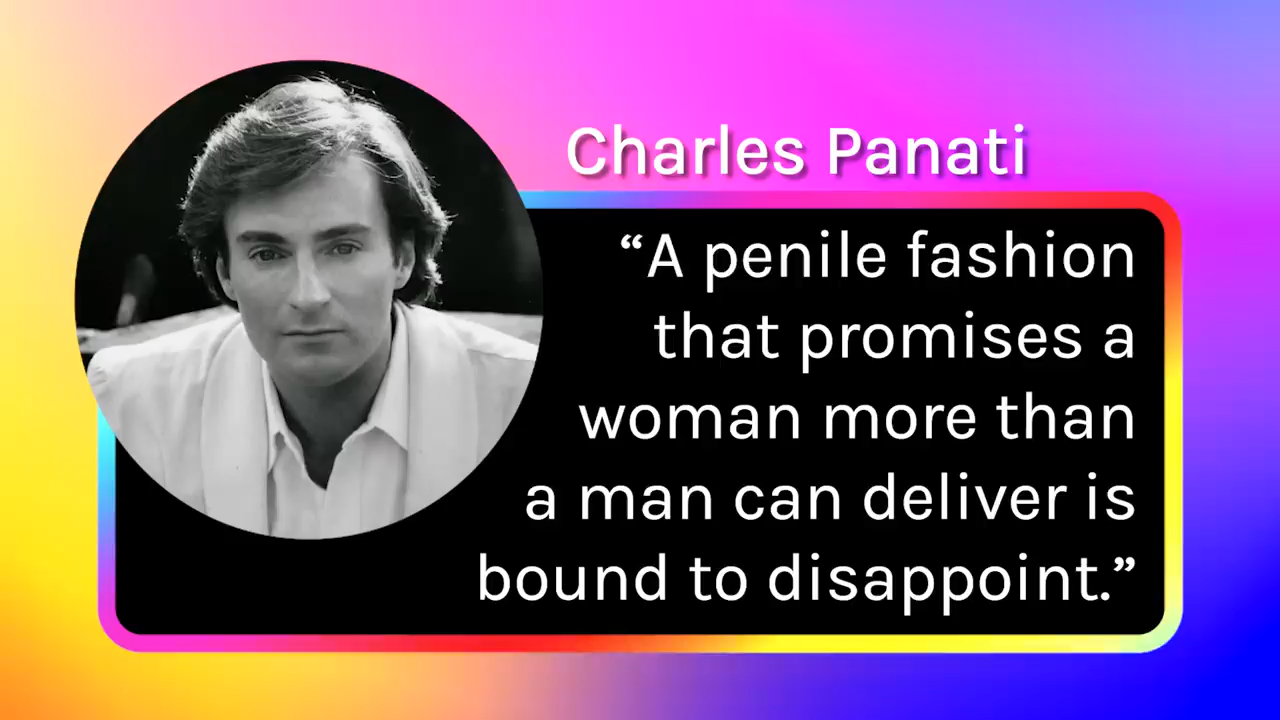 Charles Panati
“A penile fashion
that promises a
woman more than
a man can deliver is
bound to disappoint.”